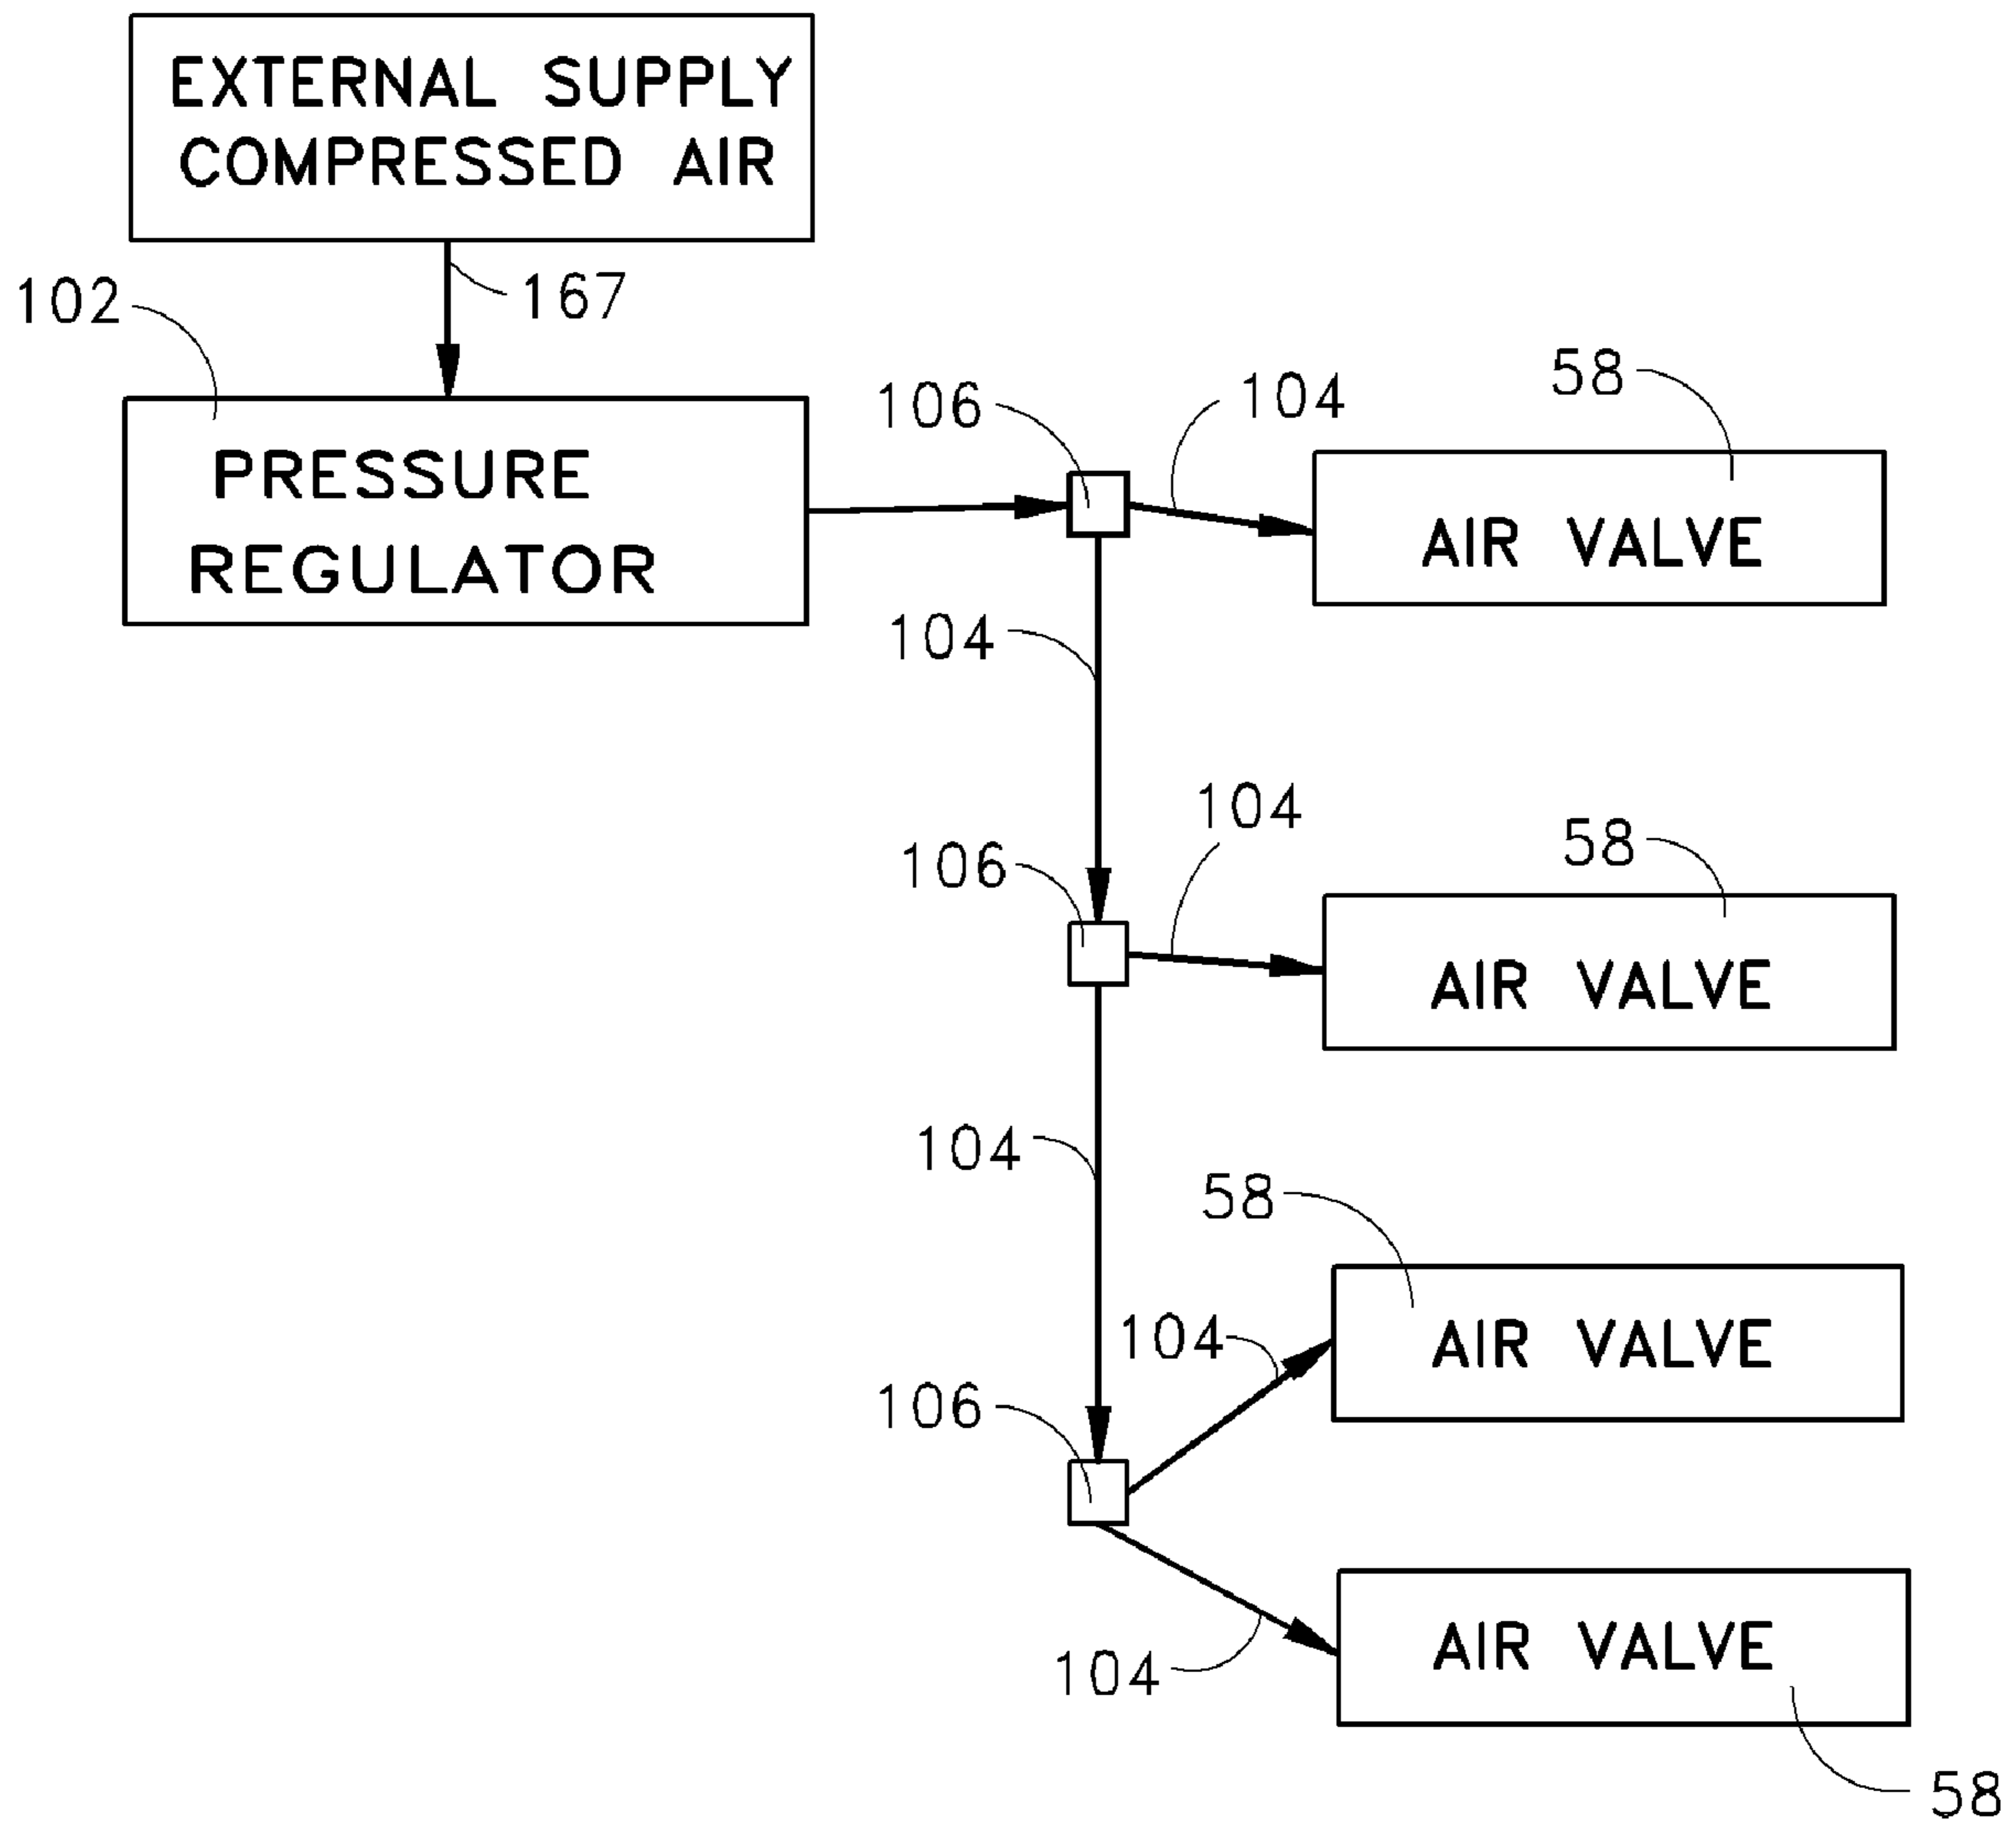 EXTERNAL SUPPLY
COMPRESSED AIR
102
167
PRESSURE
REGULATOR
106
104
58
AIR VALVE
104
104
106
58
AIR VALVE
104
58
104
AIR VALVE
106
104
AIR VALVE
58